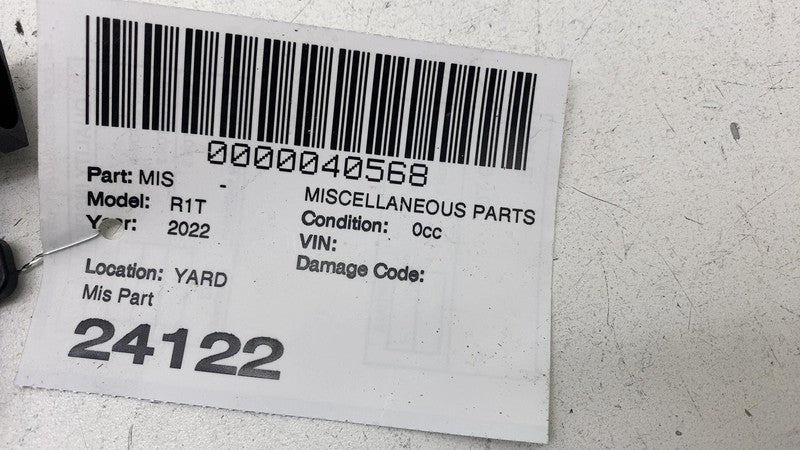 0000040568
Part: MIS -
MISCELLANEOUS PARTS
Model: R1T
Condition: 0cc
Year: 2022
VIN:
Damage Code:
Location: YARD
Mis Part
24122